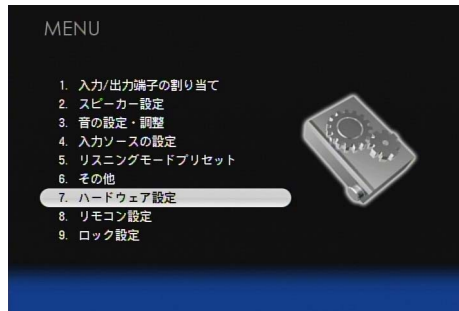 MENU
1. 入力/出力端子の割り当て
2. スピーカー設定
3. 音の設定・調整
4. 入力ソースの設定
5. リスニングモードプリセット
6. その他
7. ハードウェア設定
8. リモコン設定
9. ロック設定